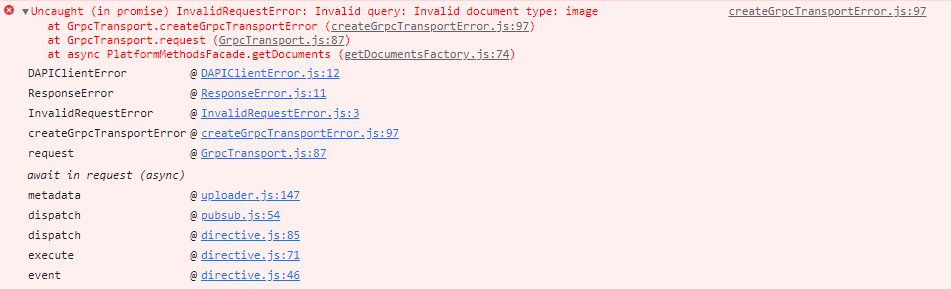 Uncaught (in promise) InvalidRequestError: Invalid query: Invalid document type: image createGrpcTransportError.js:97
at GrpcTransport.createGrpcTransportError (createGrpcTransportError.js:97)
at GrpcTransport.request (GrpcTransport.js:87)
at async PlatformMethodsFacade.getDocuments (getDocumentsFactory.js:74)
DAPIClientError @ DAPIClientError.js:12
ResponseError @ ResponseError.js:11
InvalidRequestError @ InvalidRequestError.js:3
createGrpcTransportError @ createGrpcTransportError.js:97
request @ GrpcTransport.js:87
await in request (async)
metadata @ uploader.js:147
dispatch @ pubsub.js:54
dispatch @ directive.js:85
execute @ directive.js:71
event @ directive.js:46